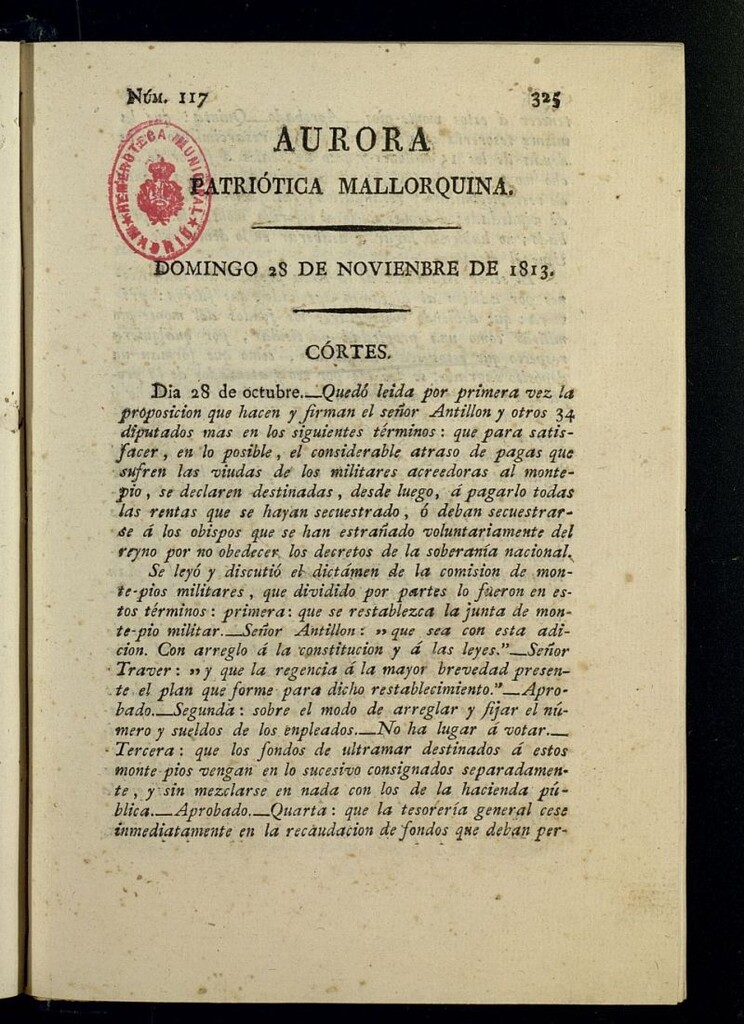 NÚM. 117 325
HEMEROTECA MUNICIPAL
MADRID
AURORA
PATRIÓTICA MALLORQUINA.
DOMINGO 28 DE NOVIENBRE DE 1813.
CÓRTES.
Dia 28 de octubre.—Quedó leida por primera vez la
proposicion que hacen y firman el señor Antillon y otros 34
diputados mas en los siguientes términos: que para satis-
facer, en lo posible, el considerable atraso de pagas que
sufren las viudas de los militares acreedoras al monte-
pio, se declaren destinadas, desde luego, á pagarlo todas
las rentas que se hayan secuestrado, ó deban secuestrar-
se á los obispos que se han estrañado voluntariamente del
reyno por no obedecer los decretos de la soberanía nacional.
Se leyó y discutió el dictámen de la comision de mon-
te-pios militares, que dividido por partes lo fueron en es-
tos términos: primera: que se restablezca la junta de mon-
te-pio militar.—Señor Antillon: „que sea con esta adi-
cion. Con arreglo á la constitucion y á las leyes.”—Señor
Traver: „y que la regencia á la mayor brevedad presen-
te el plan que forme para dicho restablecimiento.”—Apro-
bado.—Segunda: sobre el modo de arreglar y fijar el nú-
mero y sueldos de los enpleados.—No ha lugar á votar.—
Tercera: que los fondos de ultramar destinados á estos
monte pios vengan en lo sucesivo consignados separadamen-
te, y sin mezclarse en nada con los de la hacienda pú-
blica.—Aprobado.—Quarta: que la tesorería general cese
inmediatamente en la recaudacion de fondos que deban per-